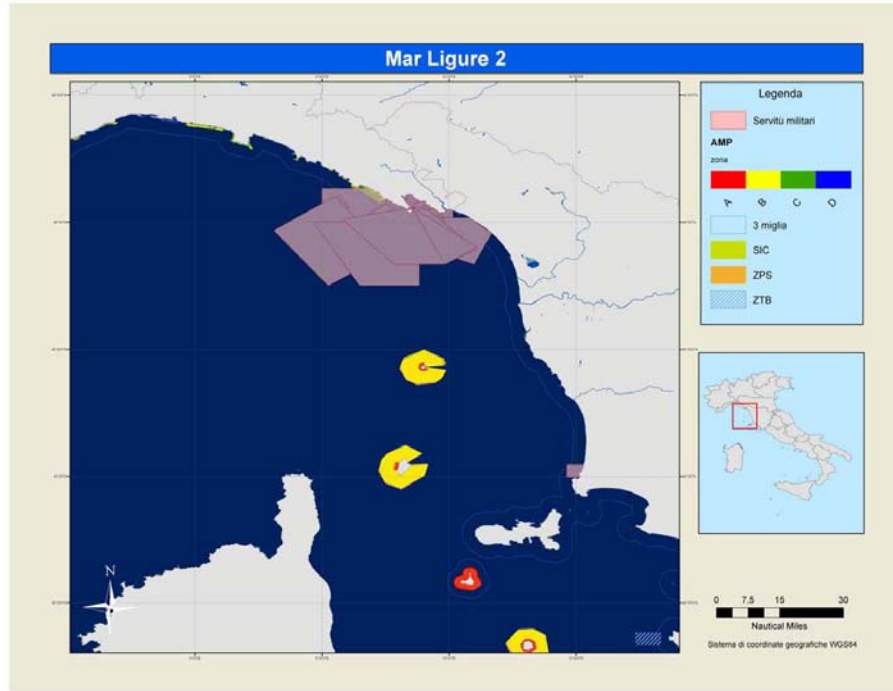 Mar Ligure 2
Legenda
Servitù militari
AMP
zona
A B C D
3 miglia
SIC
ZPS
ZTB
N
0 7.5 15 30
Nautical Miles
Sistema di coordinate geografiche WGS84